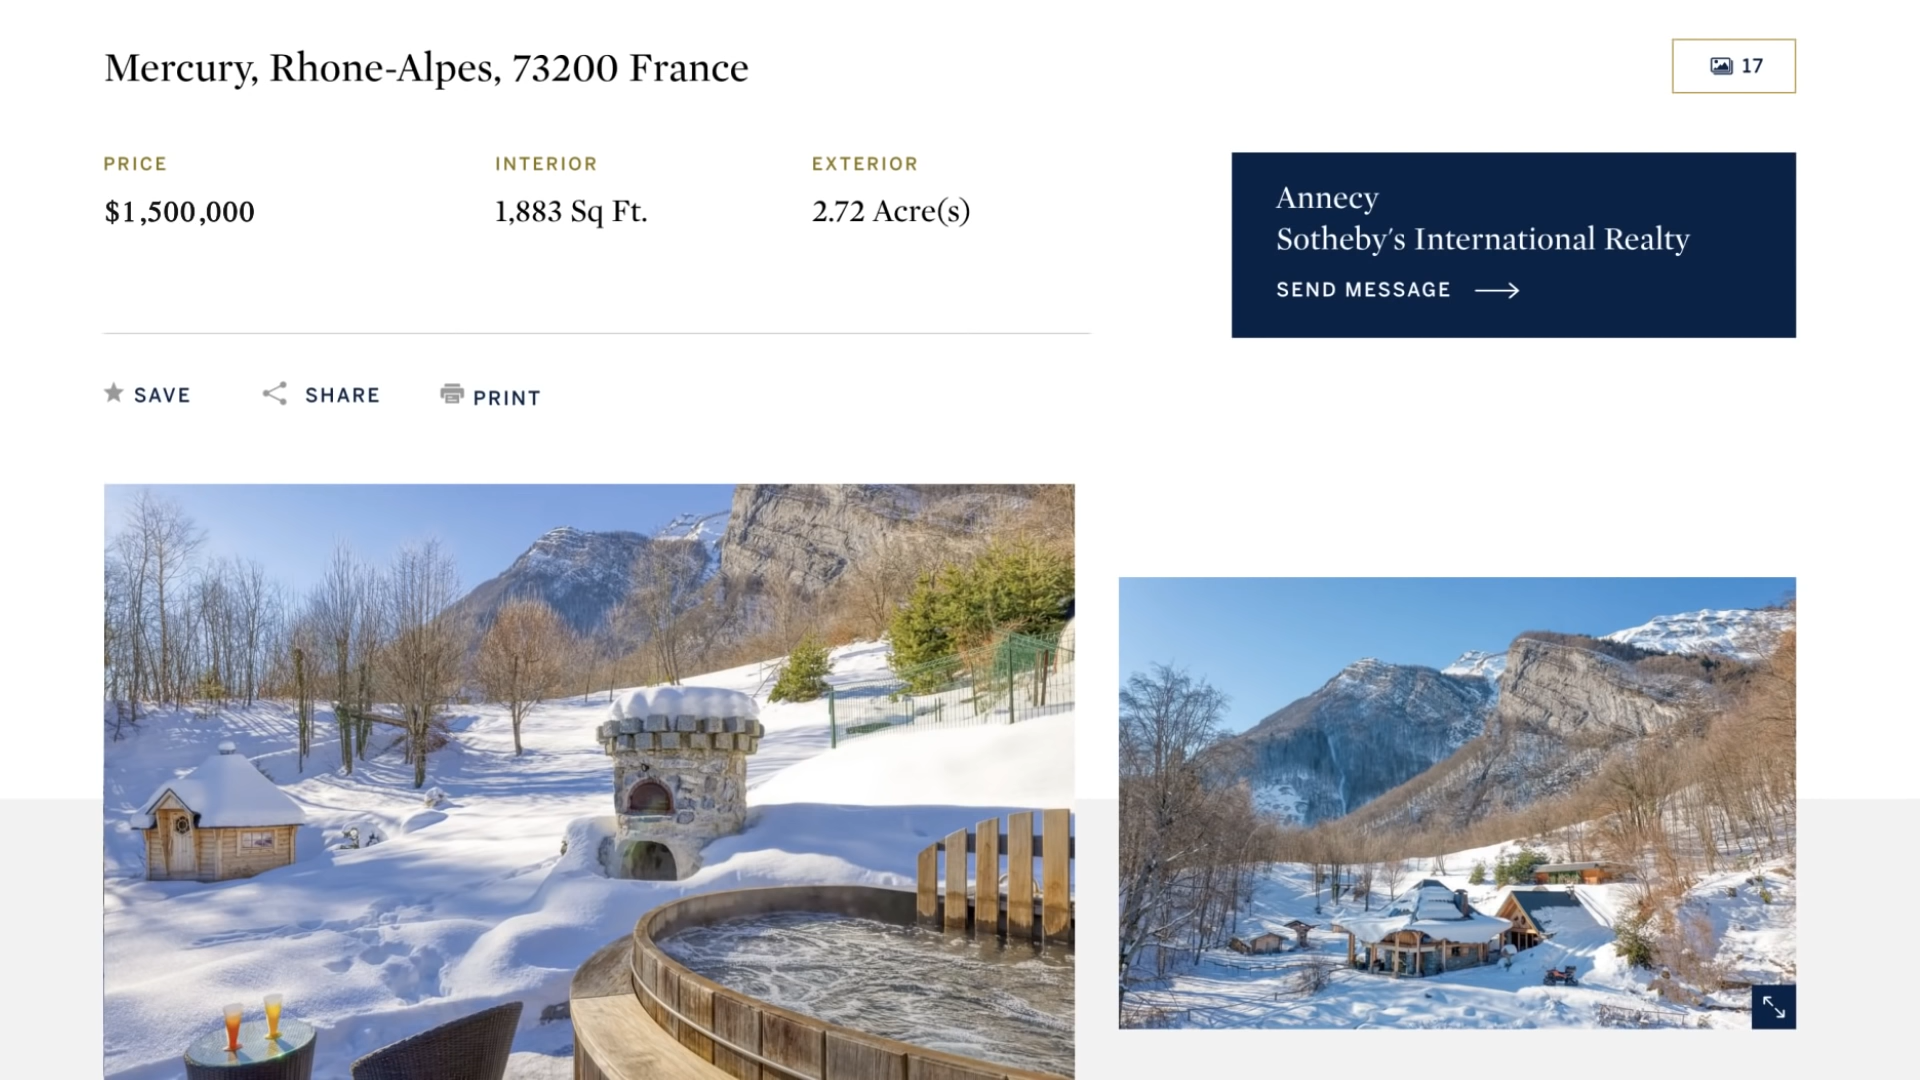 Mercury, Rhone-Alpes, 73200 France
17
PRICE
$1,500,000
INTERIOR
1,883 Sq Ft.
EXTERIOR
2.72 Acre(s)
Annecy
Sotheby's International Realty
SEND MESSAGE
SAVE
SHARE
PRINT